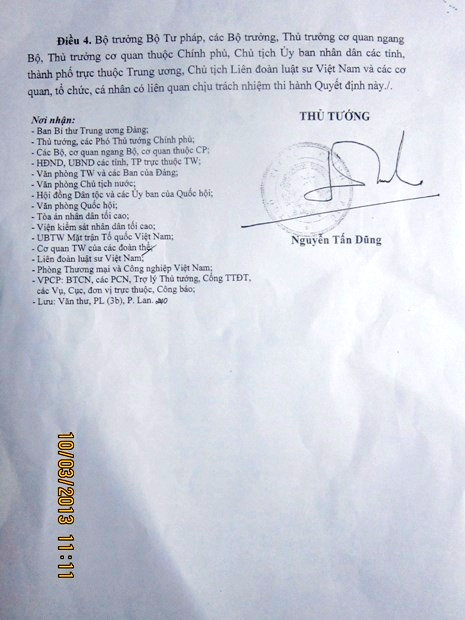 Điều 4. Bộ trưởng Bộ Tư pháp, các Bộ trưởng, Thủ trưởng cơ quan ngang
Bộ, Thủ trưởng cơ quan thuộc Chính phủ, Chủ tịch Ủy ban nhân dân các tỉnh,
thành phố trực thuộc Trung ương, Chủ tịch Liên đoàn luật sư Việt Nam và các cơ
quan, tổ chức, cá nhân có liên quan chịu trách nhiệm thi hành Quyết định này./.
Nơi nhận:
- Ban Bí thư Trung ương Đảng;
- Thủ tướng, các Phó Thủ tướng Chính phủ;
- Các Bộ, cơ quan ngang Bộ, cơ quan thuộc CP;
- HĐND, UBND các tỉnh, TP trực thuộc TW;
- Văn phòng TW và các Ban của Đảng;
- Văn phòng Chủ tịch nước;
- Hội đồng Dân tộc và các Ủy ban của Quốc hội;
- Văn phòng Quốc hội;
- Tòa án nhân dân tối cao;
- Viện kiểm sát nhân dân tối cao;
- UBTW Mặt trận Tổ quốc Việt Nam;
- Cơ quan TW của các đoàn thể;
- Liên đoàn luật sư Việt Nam;
- Phòng Thương mại và Công nghiệp Việt Nam;
- VPCP: BTCN, các PCN, Trợ lý Thủ tướng, Cổng TTĐT,
các Vụ, Cục, đơn vị trực thuộc, Công báo;
- Lưu: Văn thư, PL (3b), P. Lan.
THỦ TƯỚNG
Nguyễn Tấn Dũng
10/03/2013 11:11